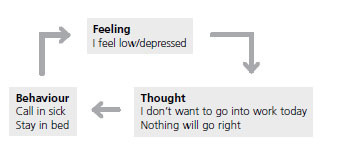 Feeling
I feel low/depressed
Behaviour
Call in sick
Stay in bed
Thought
I don't want to go into work today
Nothing will go right